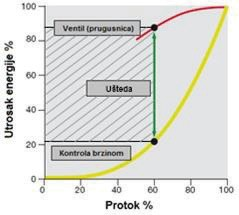 Utrosak energije %
100
80
60
40
20
0
Ventil (prugusnica)
Ušteda
Kontrola brzinom
0
20
40
60
80
100
Protok %